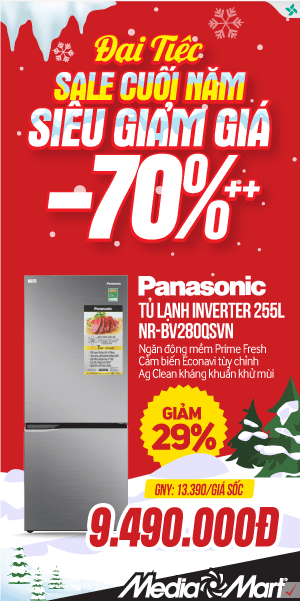 Đại Tiệc
SALE CUỐI NĂM
SIÊU GIẢM GIÁ
-70%++
Panasonic
TỦ LẠNH INVERTER 255L
NR-BV280QSVN
Ngăn đông mềm Prime Fresh
Cảm biến Econavi tùy chỉnh
Ag Clean kháng khuẩn khử mùi
Panasonic
GIẢM
29%
GNY: 13.390/GIÁ SỐC
9.490.000Đ
MediaMart